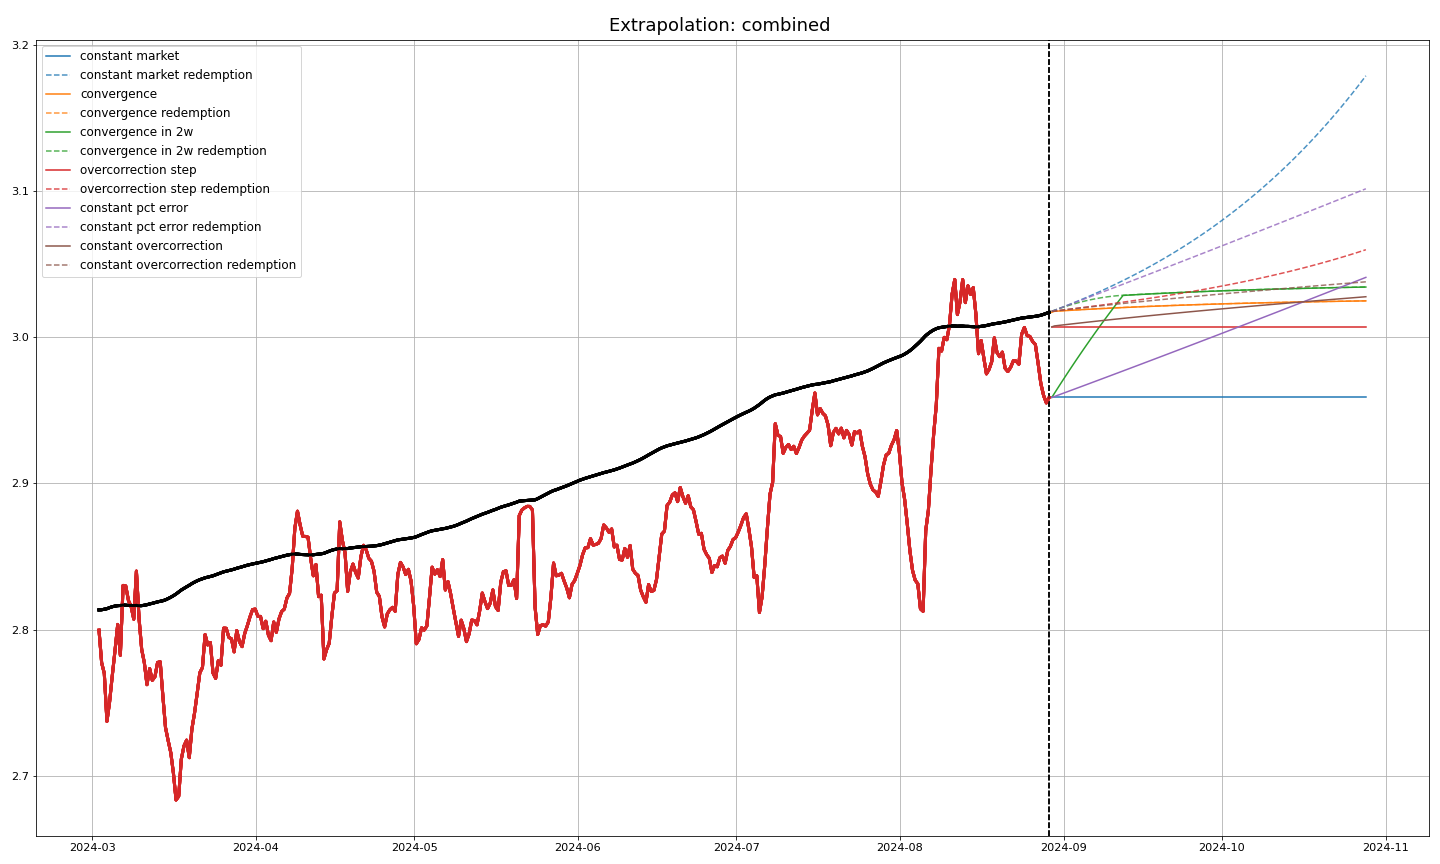 Extrapolation: combined
3.2
3.1
3.0
2.9
2.8
2.7
constant market
constant market redemption
convergence
convergence redemption
convergence in 2w
convergence in 2w redemption
overcorrection step
overcorrection step redemption
constant pct error
constant pct error redemption
constant overcorrection
constant overcorrection redemption
2024-03 2024-04 2024-05 2024-06 2024-07 2024-08 2024-09 2024-10 2024-11